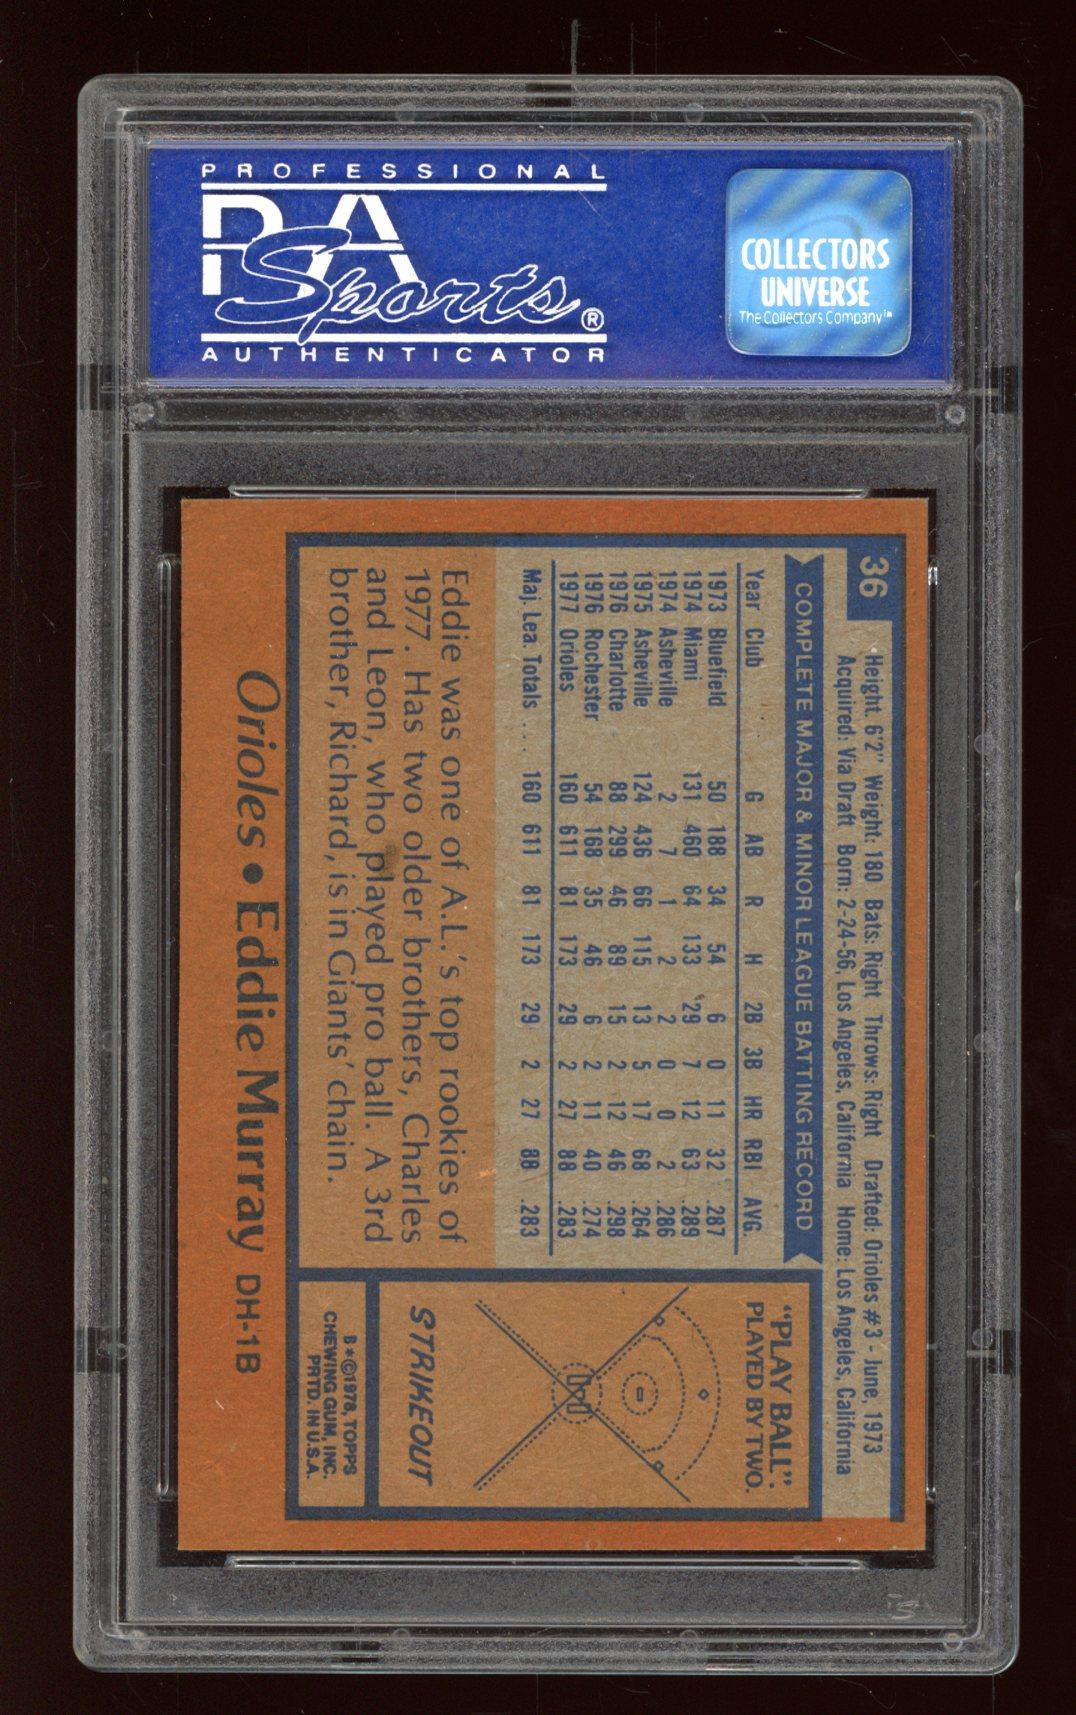 PROFESSIONAL
PSA
Sports®
AUTHENTICATOR
COLLECTORS
UNIVERSE
The Collectors Company™
36
Height: 6'2" Weight: 180 Bats: Right Throws: Right Drafted: Orioles #3 - June, 1973
Acquired: Via Draft Born: 2-24-56, Los Angeles, California Home: Los Angeles, California
COMPLETE MAJOR & MINOR LEAGUE BATTING RECORD
Year Club G AB R H 2B 3B HR RBI AVG.
1973 Bluefield 50 188 34 54 6 0 11 32 .287
1974 Miami 131 460 64 133 29 7 12 63 .289
1974 Asheville 2 7 1 2 2 0 0 2 .286
1975 Asheville 124 436 66 115 13 5 17 68 .264
1976 Charlotte 88 299 46 89 15 2 12 46 .298
1976 Rochester 54 168 35 46 6 2 11 40 .274
1977 Orioles 160 611 81 173 29 2 27 88 .283
Maj. Lea. Totals .... 160 611 81 173 29 2 27 88 .283
Eddie was one of A.L.'s top rookies of
1977. Has two older brothers, Charles
and Leon, who played pro ball. A 3rd
brother, Richard, is in Giants' chain.
"PLAY BALL":
PLAYED BY TWO.
STRIKEOUT
B*©1978, TOPPS
CHEWING GUM, INC.
PRTD. IN U.S.A.
Orioles • Eddie Murray DH-1B